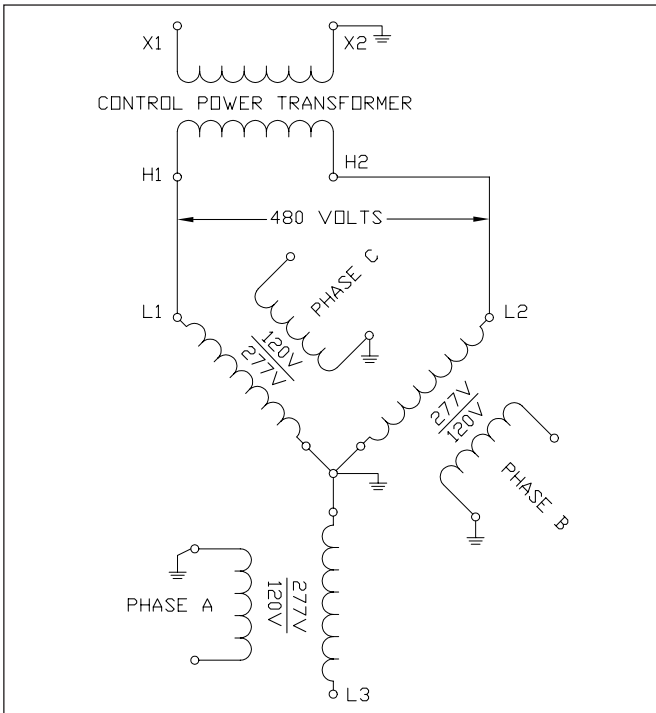 X1
X2
CONTROL POWER TRANSFORMER
H1
H2
480 VOLTS
PHASE C
L1
L2
120V
277V
277V
120V
PHASE B
PHASE A
277V
120V
L3